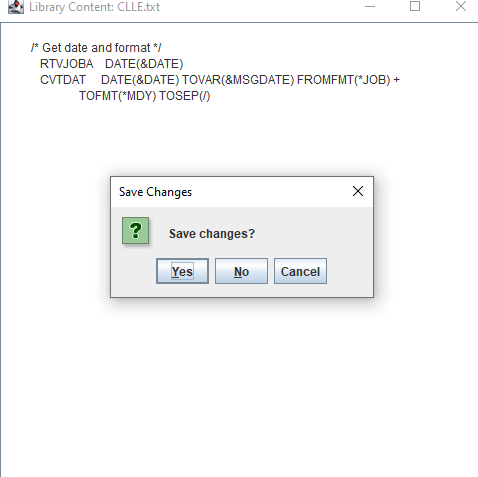 Library Content: CLLE.txt
/* Get date and format */
RTVJOBA DATE(&DATE)
CVTDAT DATE(&DATE) TOVAR(&MSGDATE) FROMFMT(*JOB) +
TOFMT(*MDY) TOSEP(/)
Save Changes
?
Save changes?
Yes No Cancel